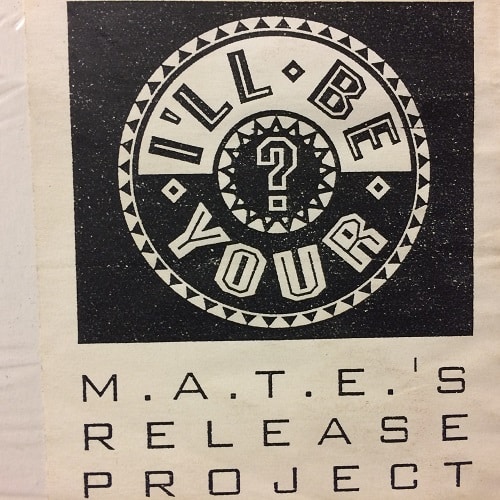 I'LL · BE
?
· YOUR ·
M.A.T.E.'S
RELEASE
PROJECT